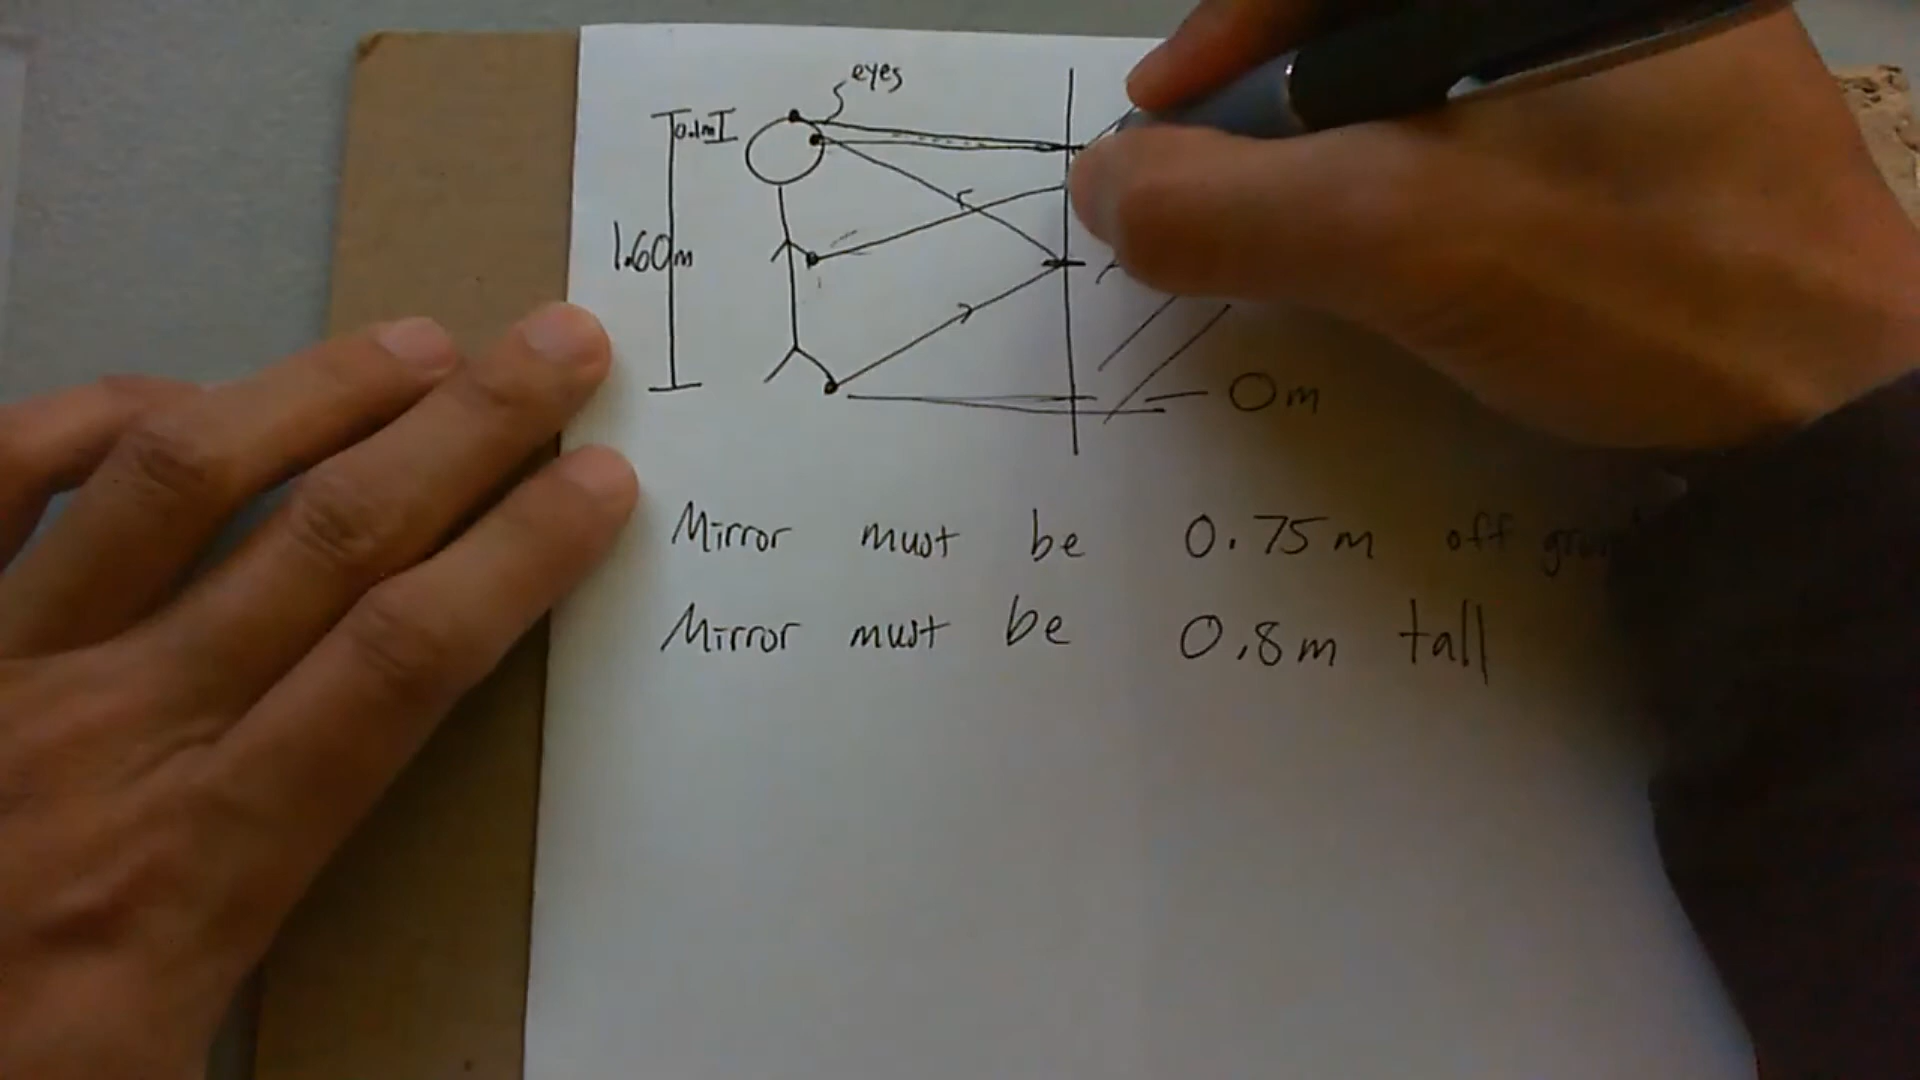 eyes
0.1m
1.60m
0m
Mirror must be 0.75m off
Mirror must be 0.8m tall